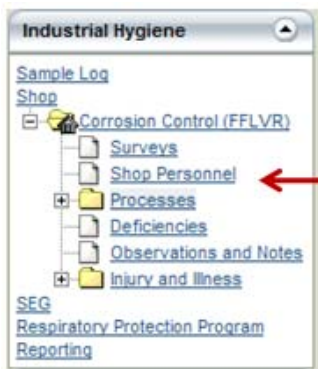 Industrial Hygiene
Sample Log
Shop
Corrosion Control (FFLVR)
Surveys
Shop Personnel
Processes
Deficiencies
Observations and Notes
Injury and Illness
SEG
Respiratory Protection Program
Reporting